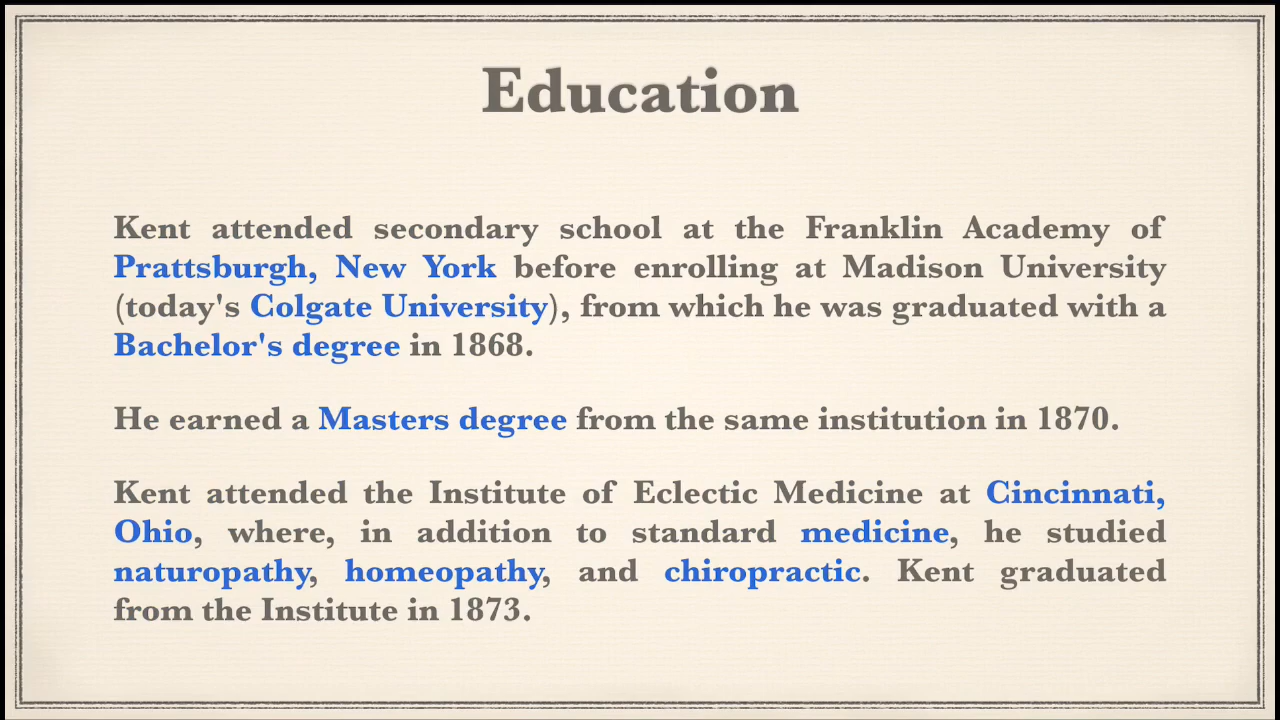 Education
Kent attended secondary school at the Franklin Academy of
Prattsburgh, New York before enrolling at Madison University
(today's Colgate University), from which he was graduated with a
Bachelor's degree in 1868.
He earned a Masters degree from the same institution in 1870.
Kent attended the Institute of Eclectic Medicine at Cincinnati,
Ohio, where, in addition to standard medicine, he studied
naturopathy, homeopathy, and chiropractic. Kent graduated
from the Institute in 1873.